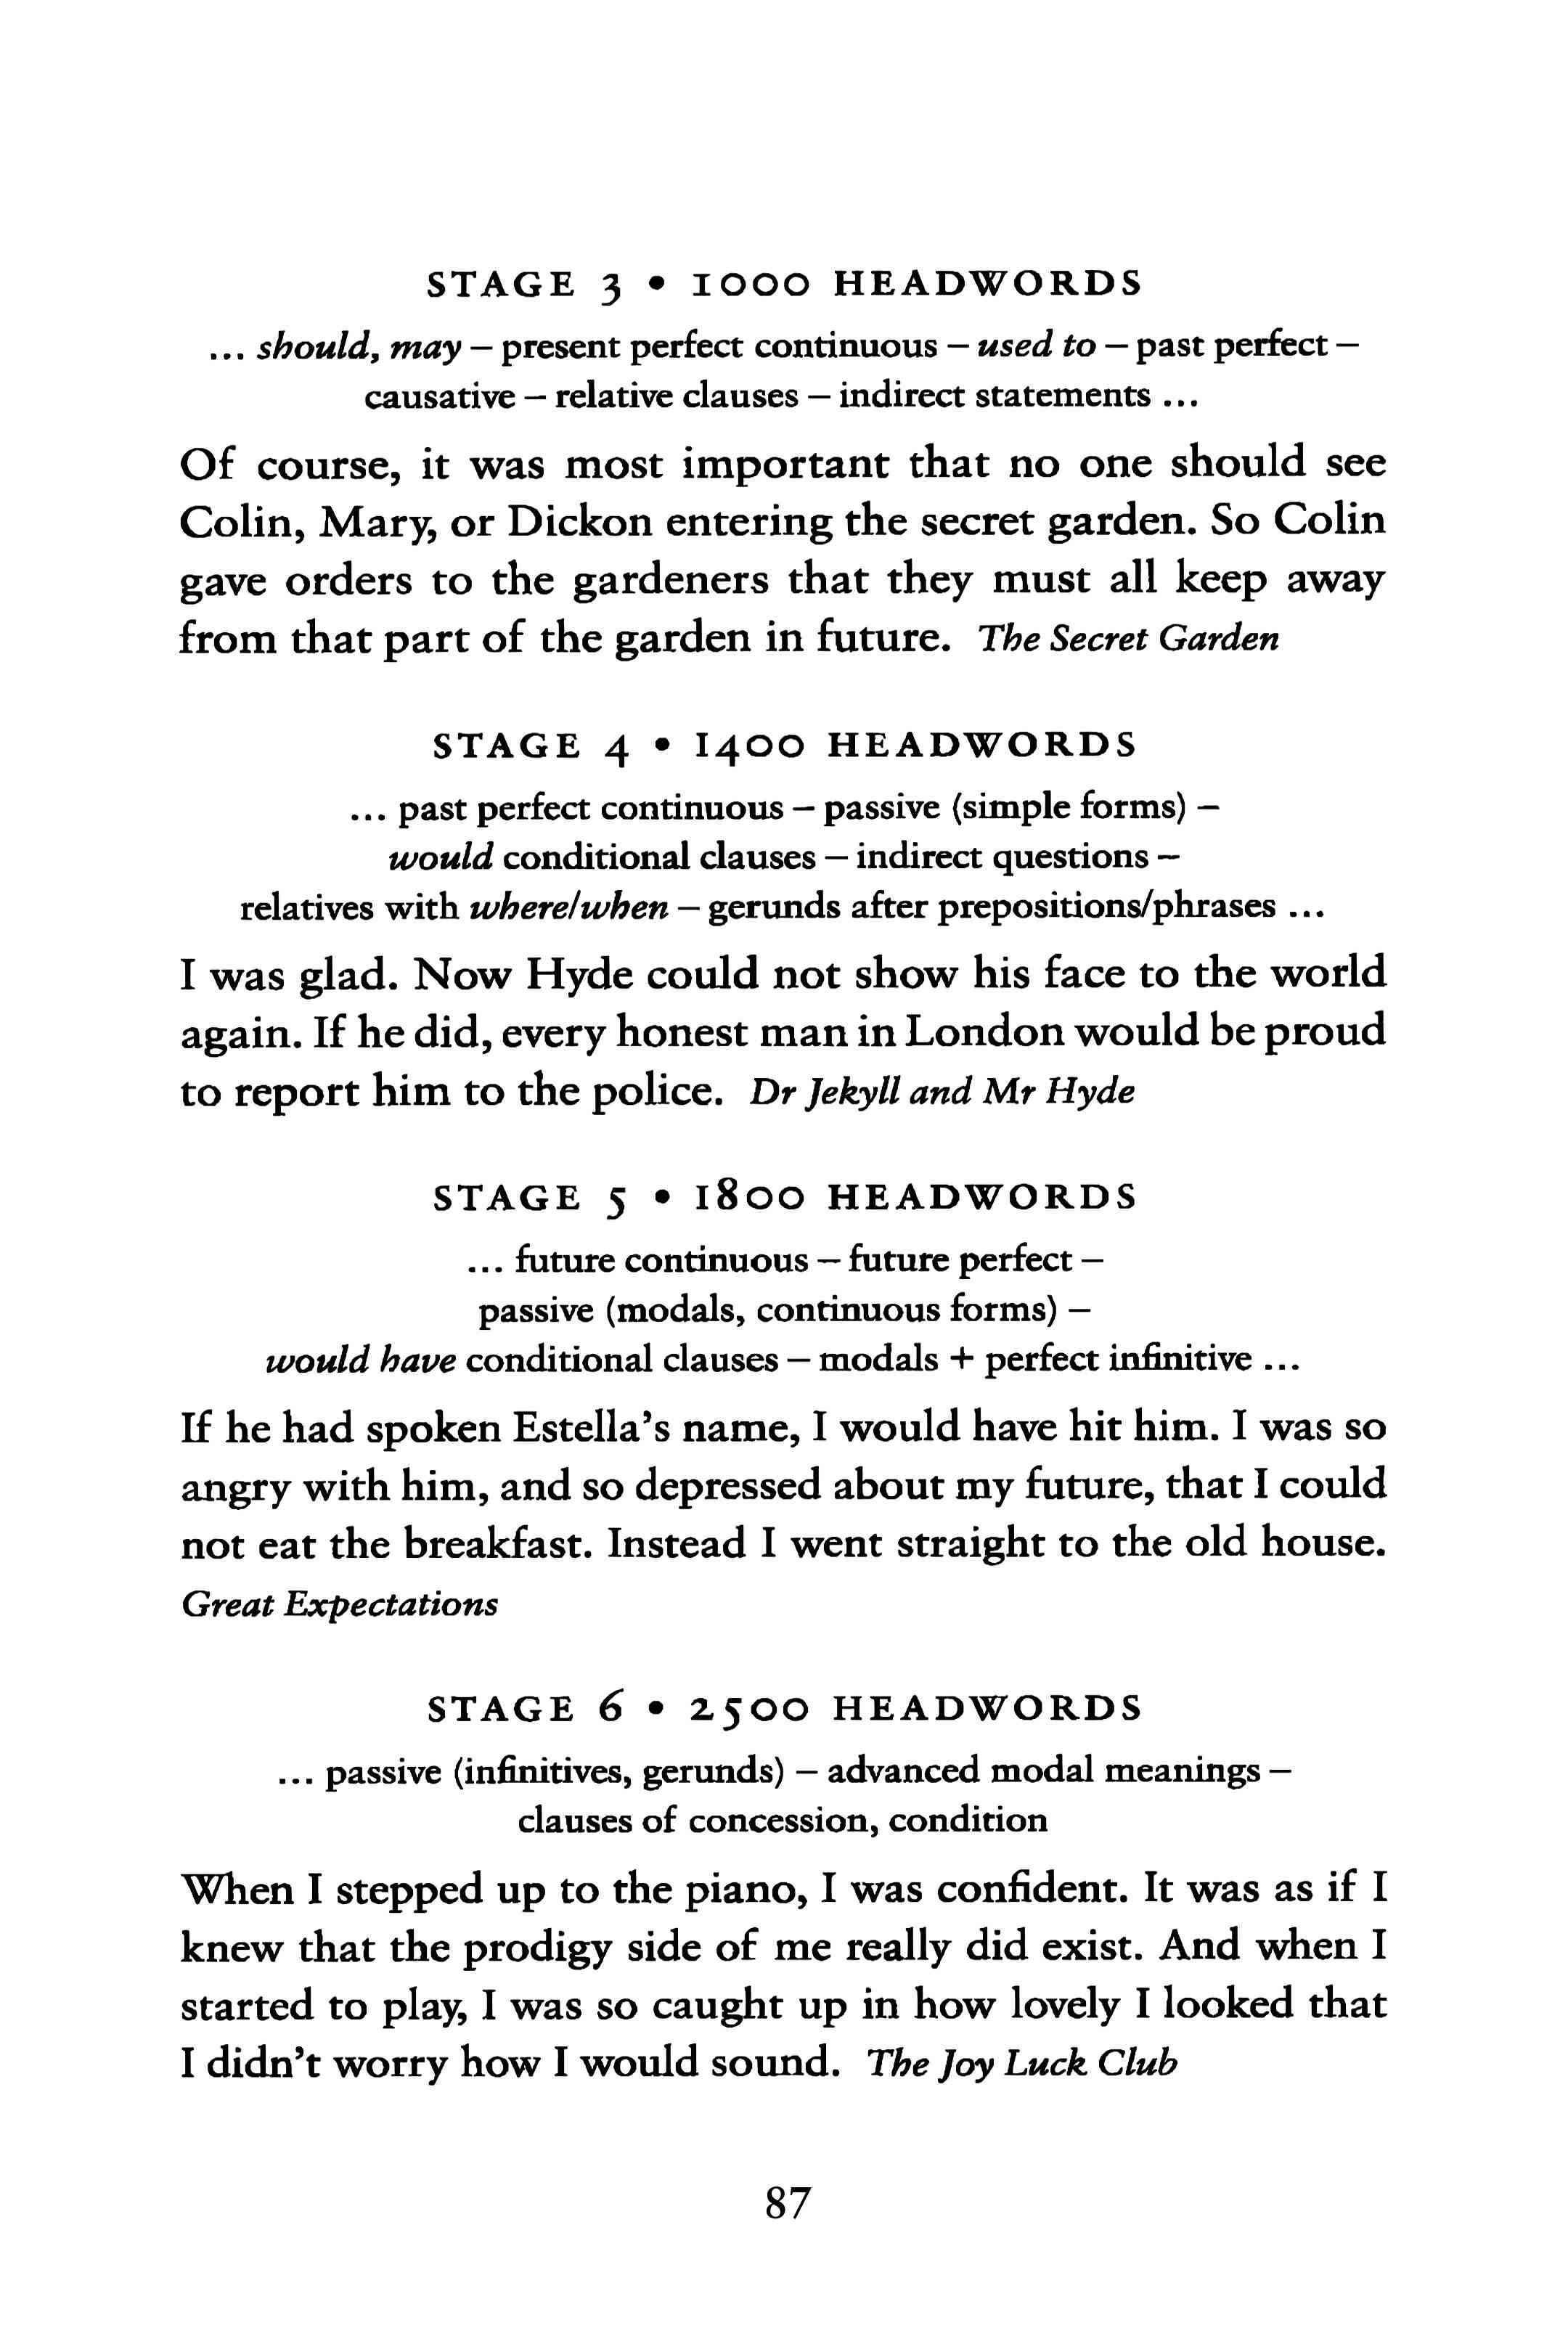 STAGE 3 • 1000 HEADWORDS
... should, may – present perfect continuous – used to – past perfect –
causative – relative clauses – indirect statements ...
Of course, it was most important that no one should see
Colin, Mary, or Dickon entering the secret garden. So Colin
gave orders to the gardeners that they must all keep away
from that part of the garden in future. The Secret Garden
STAGE 4 • 1400 HEADWORDS
... past perfect continuous – passive (simple forms) –
would conditional clauses – indirect questions –
relatives with where/when – gerunds after prepositions/phrases ...
I was glad. Now Hyde could not show his face to the world
again. If he did, every honest man in London would be proud
to report him to the police. Dr Jekyll and Mr Hyde
STAGE 5 • 1800 HEADWORDS
... future continuous – future perfect –
passive (modals, continuous forms) –
would have conditional clauses – modals + perfect infinitive ...
If he had spoken Estella's name, I would have hit him. I was so
angry with him, and so depressed about my future, that I could
not eat the breakfast. Instead I went straight to the old house.
Great Expectations
STAGE 6 • 2500 HEADWORDS
... passive (infinitives, gerunds) – advanced modal meanings –
clauses of concession, condition
When I stepped up to the piano, I was confident. It was as if I
knew that the prodigy side of me really did exist. And when I
started to play, I was so caught up in how lovely I looked that
I didn't worry how I would sound. The Joy Luck Club
87